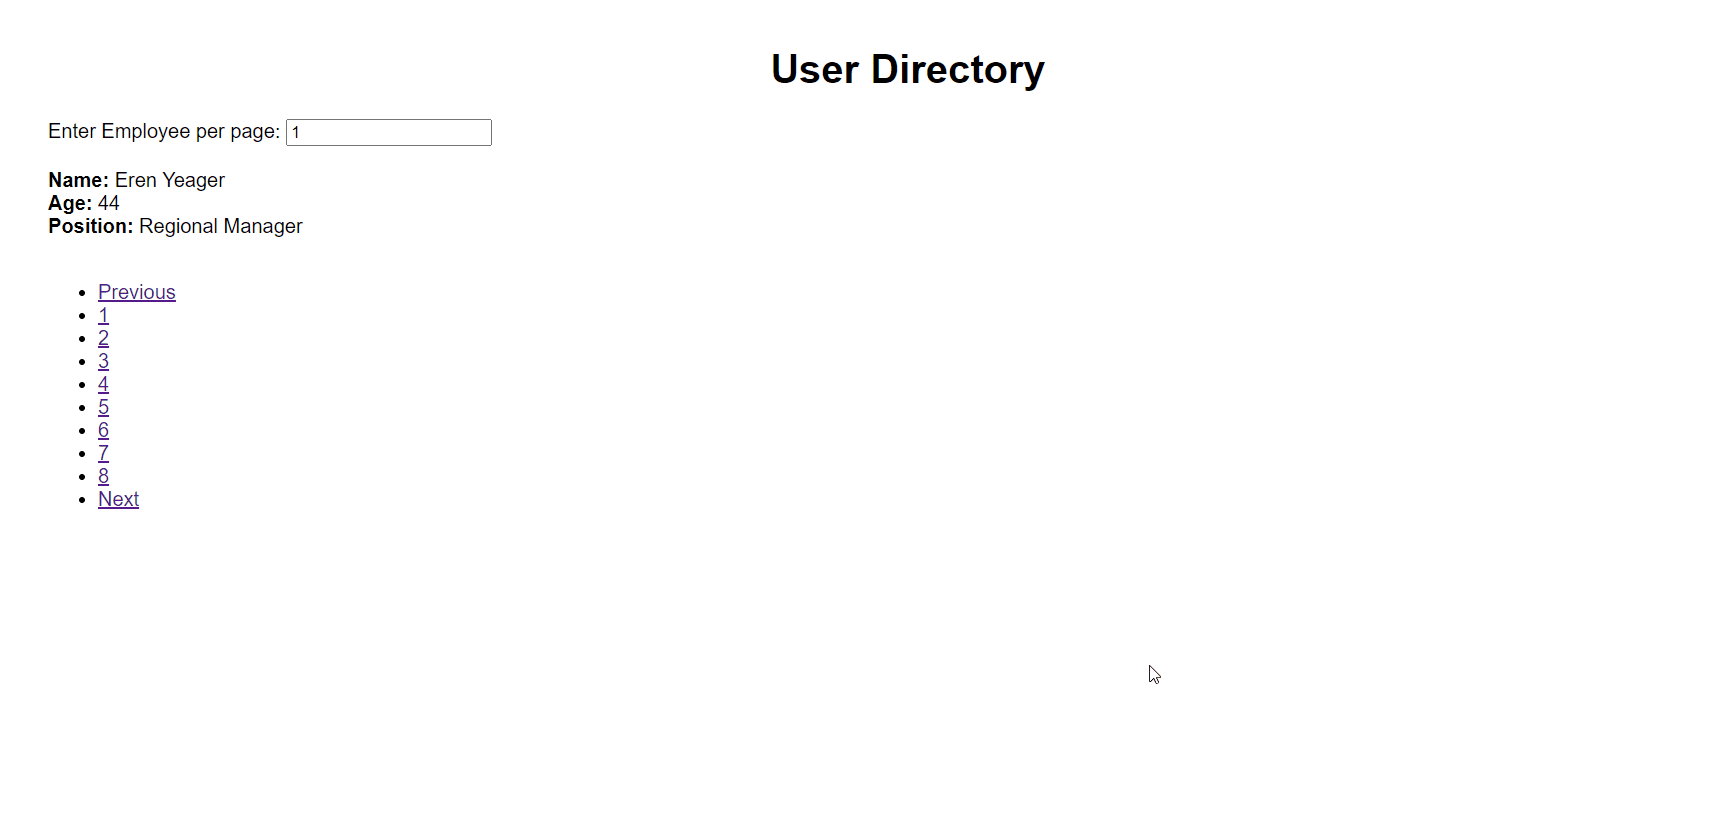 User Directory
Enter Employee per page: 1
Name: Eren Yeager
Age: 44
Position: Regional Manager
Previous
1
2
3
4
5
6
7
8
Next